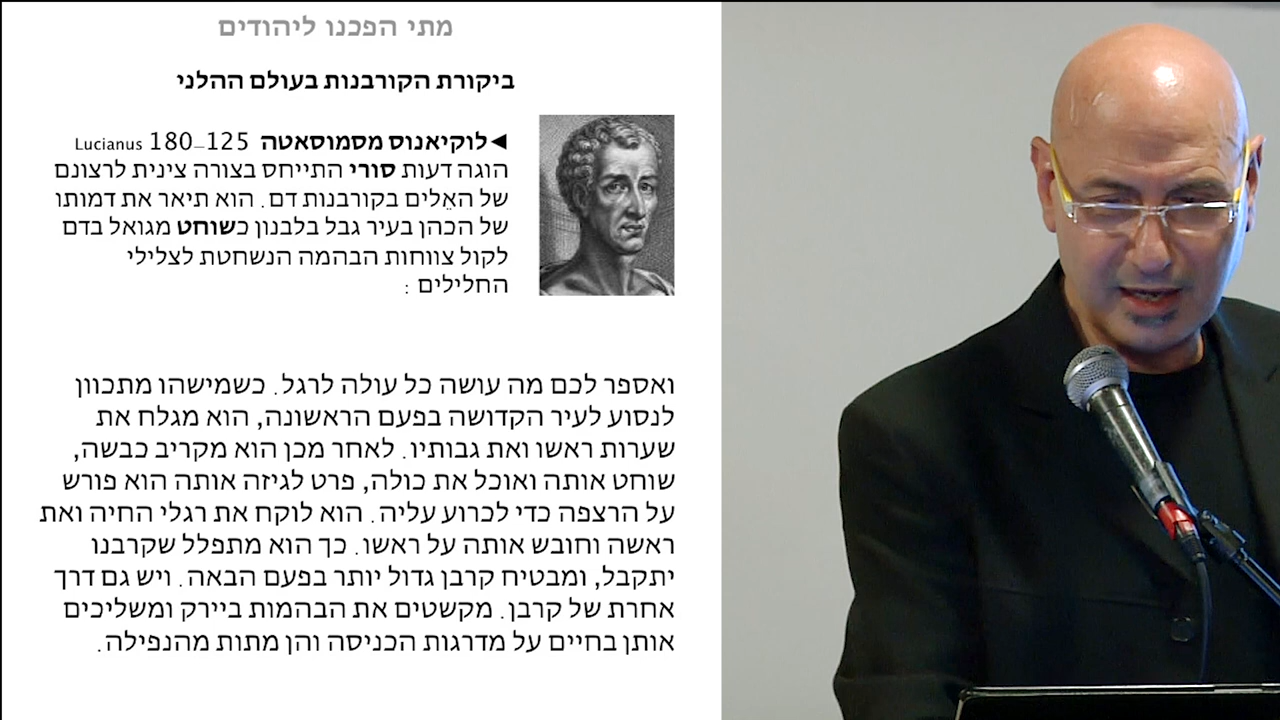 מתי הפכנו ליהודים
ביקורת הקורבנות בעולם ההלני
◄לוקיאנוס מסמוסאטה 125–180 Lucianus
הוגה דעות סורי התייחס בצורה צינית לרצונם
של האֵלים בקורבנות דם. הוא תיאר את דמותו
של הכהן בעיר גבל בלבנון כשוחט מגואל בדם
לקול צווחות הבהמה הנשחטת לצלילי
החלילים :
ואספר לכם מה עושה כל עולה לרגל. כשמישהו מתכוון
לנסוע לעיר הקדושה בפעם הראשונה, הוא מגלח את
שערות ראשו ואת גבותיו. לאחר מכן הוא מקריב כבשה,
שוחט אותה ואוכל את כולה, פרט לגיזה אותה הוא פורש
על הרצפה כדי לכרוע עליה. הוא לוקח את רגלי החיה ואת
ראשה וחובש אותה על ראשו. כך הוא מתפלל שקרבנו
יתקבל, ומבטיח קרבן גדול יותר בפעם הבאה. ויש גם דרך
אחרת של קרבן. מקשטים את הבהמות ביירק ומשליכים
אותן בחיים על מדרגות הכניסה והן מתות מהנפילה.